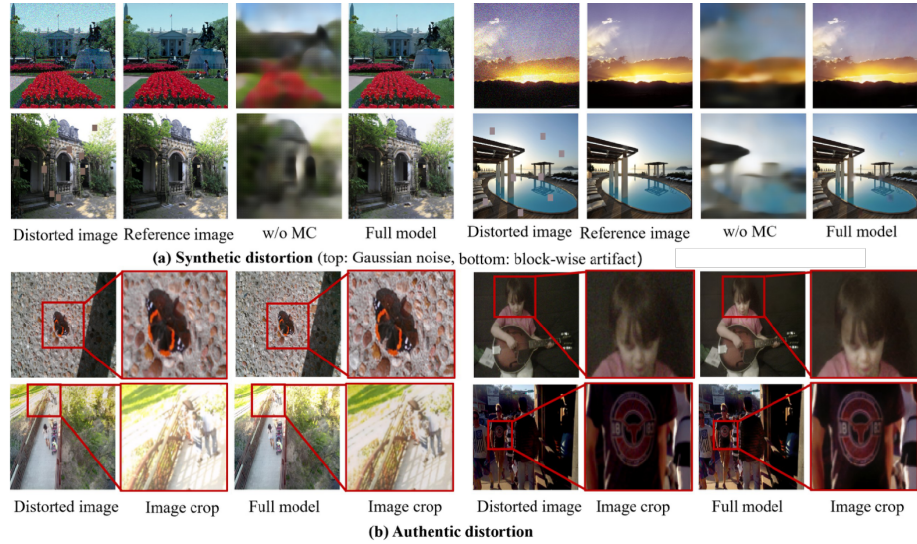 Distorted image Reference image w/o MC Full model Distorted image Reference image w/o MC Full model
(a) Synthetic distortion (top: Gaussian noise, bottom: block-wise artifact)
Distorted image Image crop Full model Image crop Distorted image Image crop Full model Image crop
(b) Authentic distortion